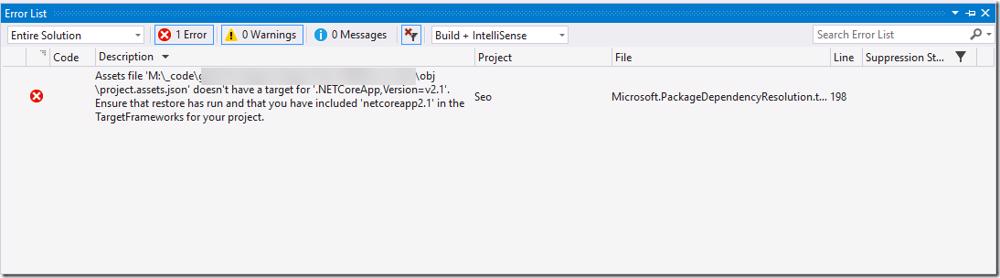 Error List
Entire Solution
1 Error
0 Warnings
0 Messages
Build + IntelliSense
Search Error List
Code
Description
Project
File
Line
Suppression St...
Assets file 'M:\_code\ \obj
\project.assets.json' doesn't have a target for '.NETCoreApp,Version=v2.1'.
Ensure that restore has run and that you have included 'netcoreapp2.1' in the
TargetFrameworks for your project.
Seo
Microsoft.PackageDependencyResolution.t...
198